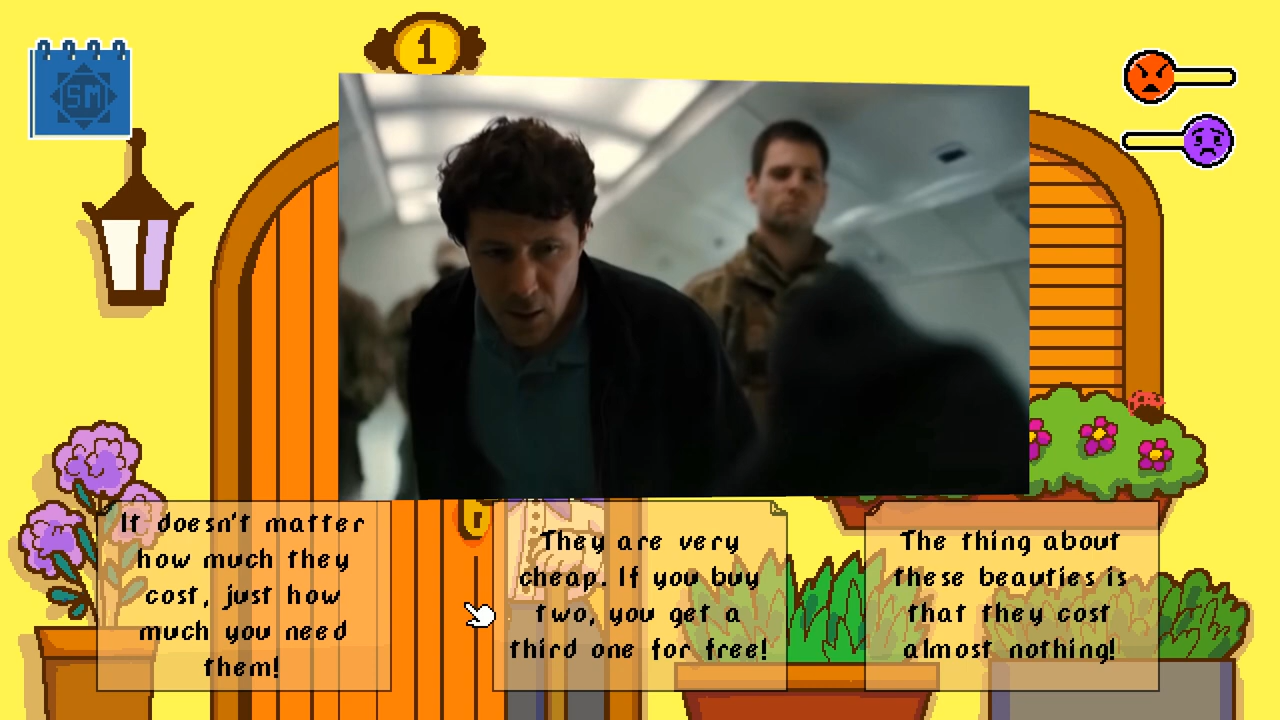 1
SM
It doesn't matter
how much they
cost, just how
much you need
them!
They are very
cheap. If you buy
two, you get a
third one for free!
The thing about
these beauties is
that they cost
almost nothing!